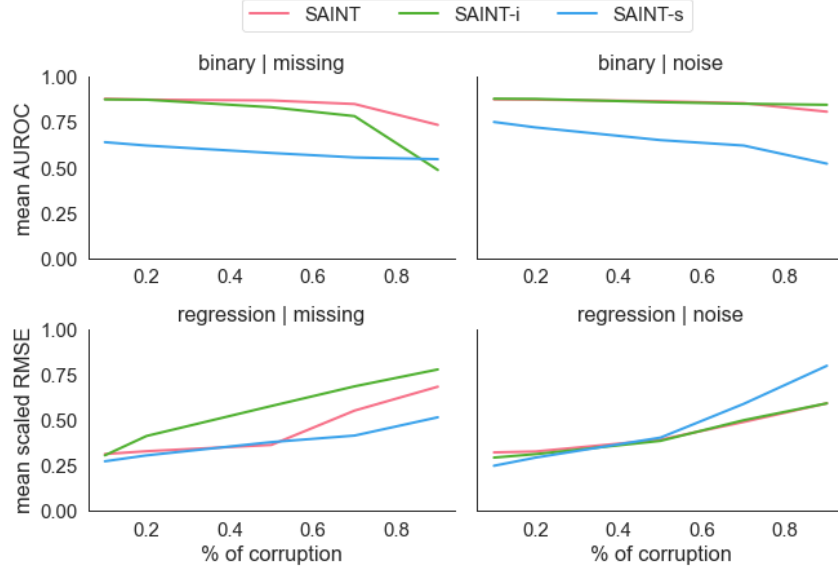 SAINT SAINT-i SAINT-s
binary | missing binary | noise
1.00
0.75
0.50
0.25
0.00
mean AUROC
0.2 0.4 0.6 0.8 0.2 0.4 0.6 0.8
regression | missing regression | noise
1.00
0.75
0.50
0.25
0.00
mean scaled RMSE
0.2 0.4 0.6 0.8 0.2 0.4 0.6 0.8
% of corruption % of corruption